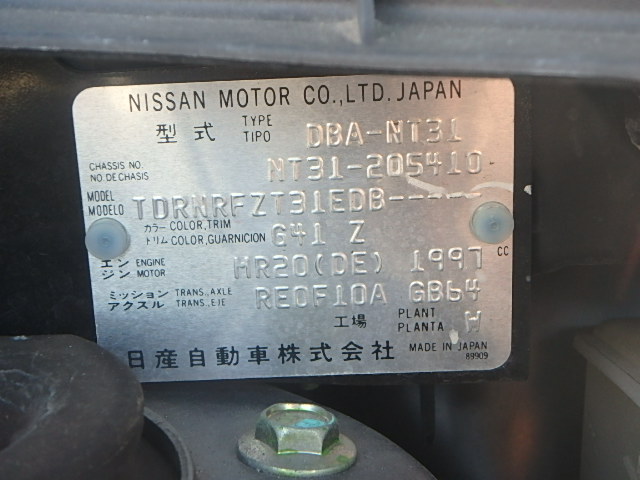 NISSAN MOTOR CO.,LTD. JAPAN
型式 TYPE TIPO DBA-NT31
CHASSIS NO. NO. DE CHASIS NT31-205410-
MODEL MODELO TDRNRFZT31EDB-----
カラー トリム COLOR,TRIM COLOR,GUARNICION G41 Z
エンジン ENGINE MOTOR MR20(DE) 1997 CC
ミッション アクスル TRANS.,AXLE TRANS.,EJE RE0F10A GB64
工場 PLANT PLANTA W
日産自動車株式会社 MADE IN JAPAN
89909